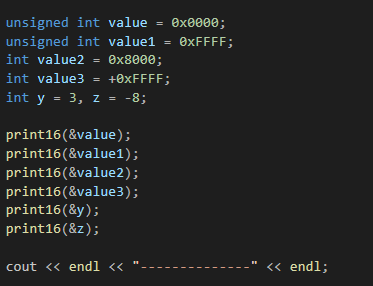 unsigned int value = 0x0000;
unsigned int value1 = 0xFFFF;
int value2 = 0x8000;
int value3 = +0xFFFF;
int y = 3, z = -8;
print16(&value);
print16(&value1);
print16(&value2);
print16(&value3);
print16(&y);
print16(&z);
cout << endl << "--------------" << endl;